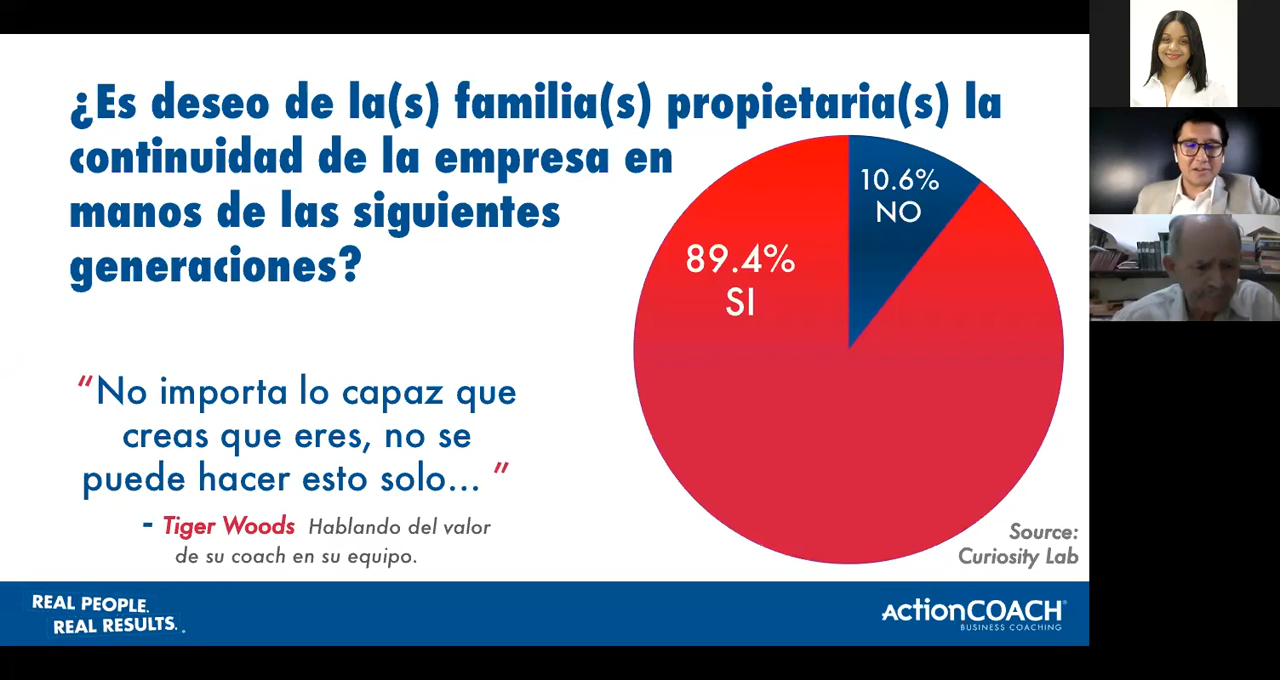 ¿Es deseo de la(s) familia(s) propietaria(s) la
continuidad de la empresa en
manos de las siguientes
generaciones?
10.6%
NO
89.4%
SI
“No importa lo capaz que
creas que eres, no se
puede hacer esto solo... ”
- Tiger Woods Hablando del valor
de su coach en su equipo.
Source:
Curiosity Lab
REAL PEOPLE.
REAL RESULTS.
ActionCOACH®
BUSINESS COACHING